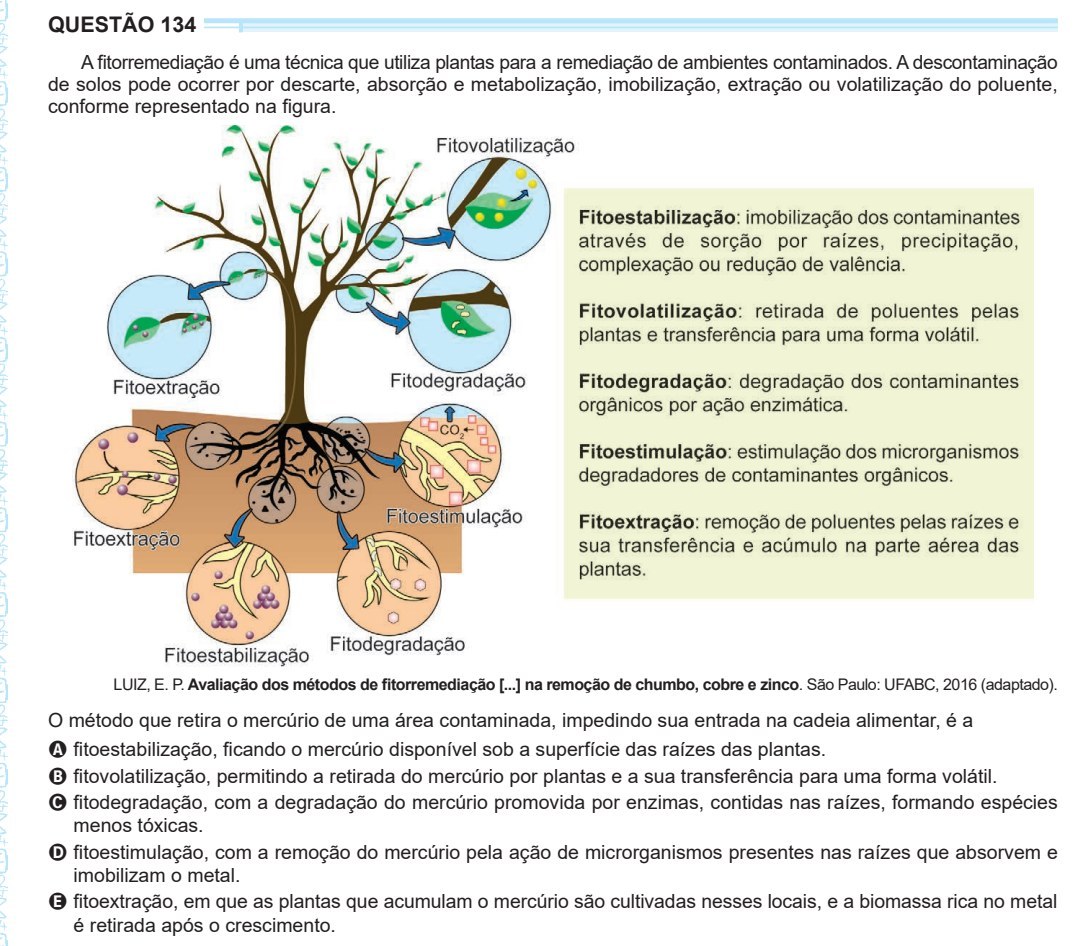 QUESTÃO 134
A fitorremediação é uma técnica que utiliza plantas para a remediação de ambientes contaminados. A descontaminação
de solos pode ocorrer por descarte, absorção e metabolização, imobilização, extração ou volatilização do poluente,
conforme representado na figura.
Fitovolatilização
Fitoextração
Fitodegradação
CO₂
Fitoextração
Fitoestimulação
Fitoestabilização
Fitodegradação
Fitoestabilização: imobilização dos contaminantes
através de sorção por raízes, precipitação,
complexação ou redução de valência.
Fitovolatilização: retirada de poluentes pelas
plantas e transferência para uma forma volátil.
Fitodegradação: degradação dos contaminantes
orgânicos por ação enzimática.
Fitoestimulação: estimulação dos microrganismos
degradadores de contaminantes orgânicos.
Fitoextração: remoção de poluentes pelas raízes e
sua transferência e acúmulo na parte aérea das
plantas.
LUIZ, E. P. Avaliação dos métodos de fitorremediação [...] na remoção de chumbo, cobre e zinco. São Paulo: UFABC, 2016 (adaptado).
O método que retira o mercúrio de uma área contaminada, impedindo sua entrada na cadeia alimentar, é a
A fitoestabilização, ficando o mercúrio disponível sob a superfície das raízes das plantas.
B fitovolatilização, permitindo a retirada do mercúrio por plantas e a sua transferência para uma forma volátil.
C fitodegradação, com a degradação do mercúrio promovida por enzimas, contidas nas raízes, formando espécies
menos tóxicas.
D fitoestimulação, com a remoção do mercúrio pela ação de microrganismos presentes nas raízes que absorvem e
imobilizam o metal.
E fitoextração, em que as plantas que acumulam o mercúrio são cultivadas nesses locais, e a biomassa rica no metal
é retirada após o crescimento.